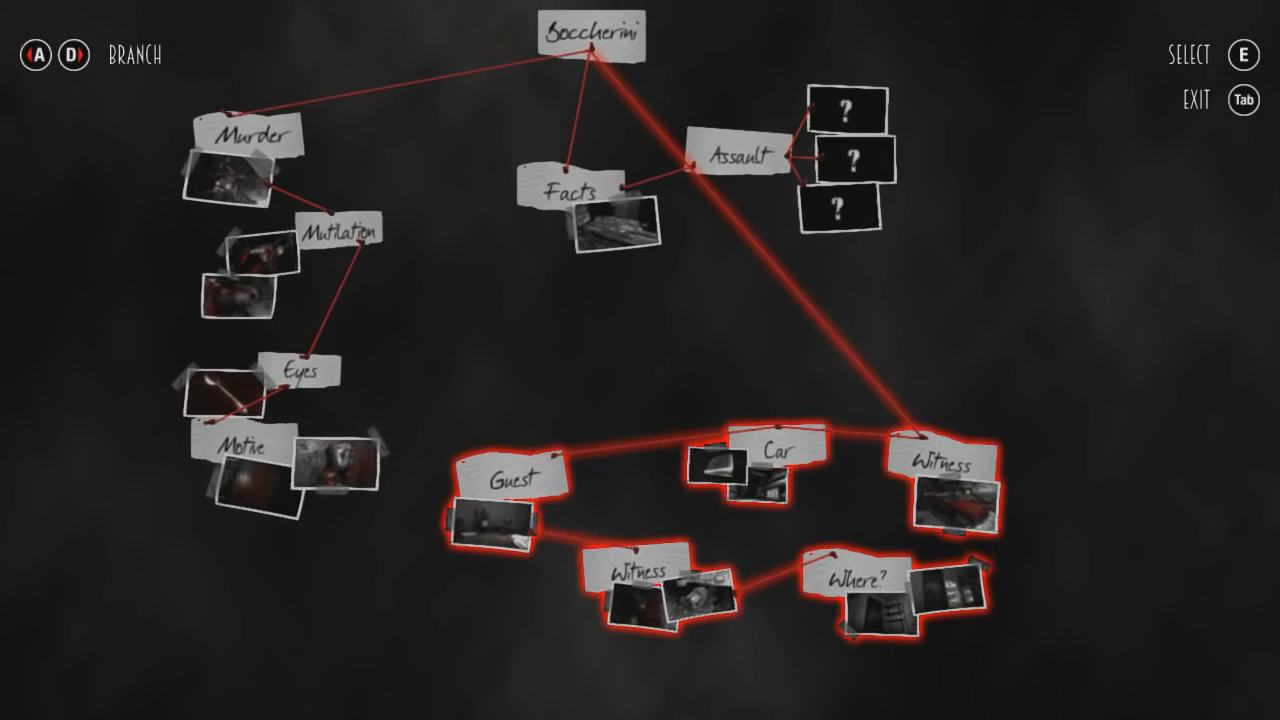 Boccherini
A D BRANCH
SELECT E
EXIT Tab
Murder
Assault
?
?
?
Facts
Mutilation
Eyes
Motive
Guest
Car
Witness
Witness
Where?